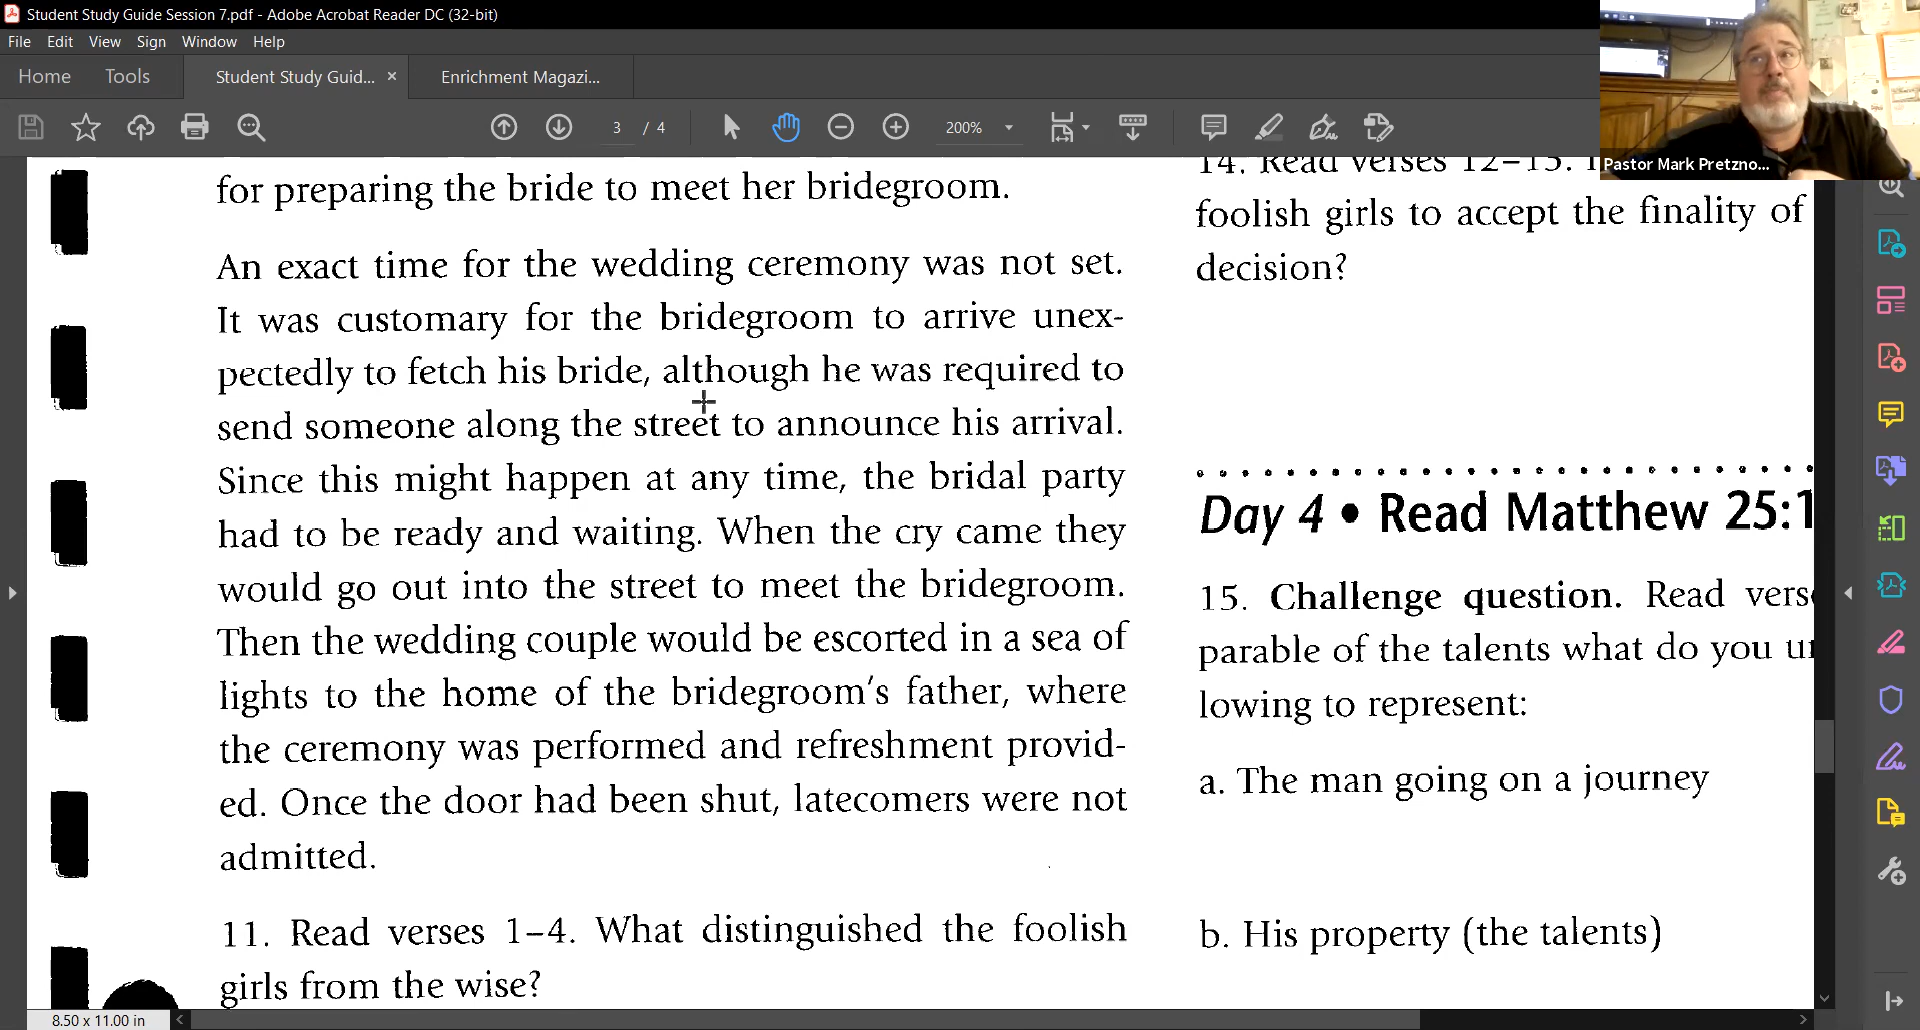 Student Study Guide Session 7.pdf - Adobe Acrobat Reader DC (32-bit)
File Edit View Sign Window Help
Home Tools Student Study Guid... × Enrichment Magazi...
3 / 4 200%
Pastor Mark Pretzno...
for preparing the bride to meet her bridegroom.
An exact time for the wedding ceremony was not set.
It was customary for the bridegroom to arrive unex-
pectedly to fetch his bride, although he was required to
send someone along the street to announce his arrival.
Since this might happen at any time, the bridal party
had to be ready and waiting. When the cry came they
would go out into the street to meet the bridegroom.
Then the wedding couple would be escorted in a sea of
lights to the home of the bridegroom's father, where
the ceremony was performed and refreshment provid-
ed. Once the door had been shut, latecomers were not
admitted.
11. Read verses 1–4. What distinguished the foolish
girls from the wise?
14. Read verses 12–13.
foolish girls to accept the finality of
decision?
Day 4 • Read Matthew 25:1
15. Challenge question. Read vers
parable of the talents what do you
lowing to represent:
a. The man going on a journey
b. His property (the talents)
8.50 x 11.00 in